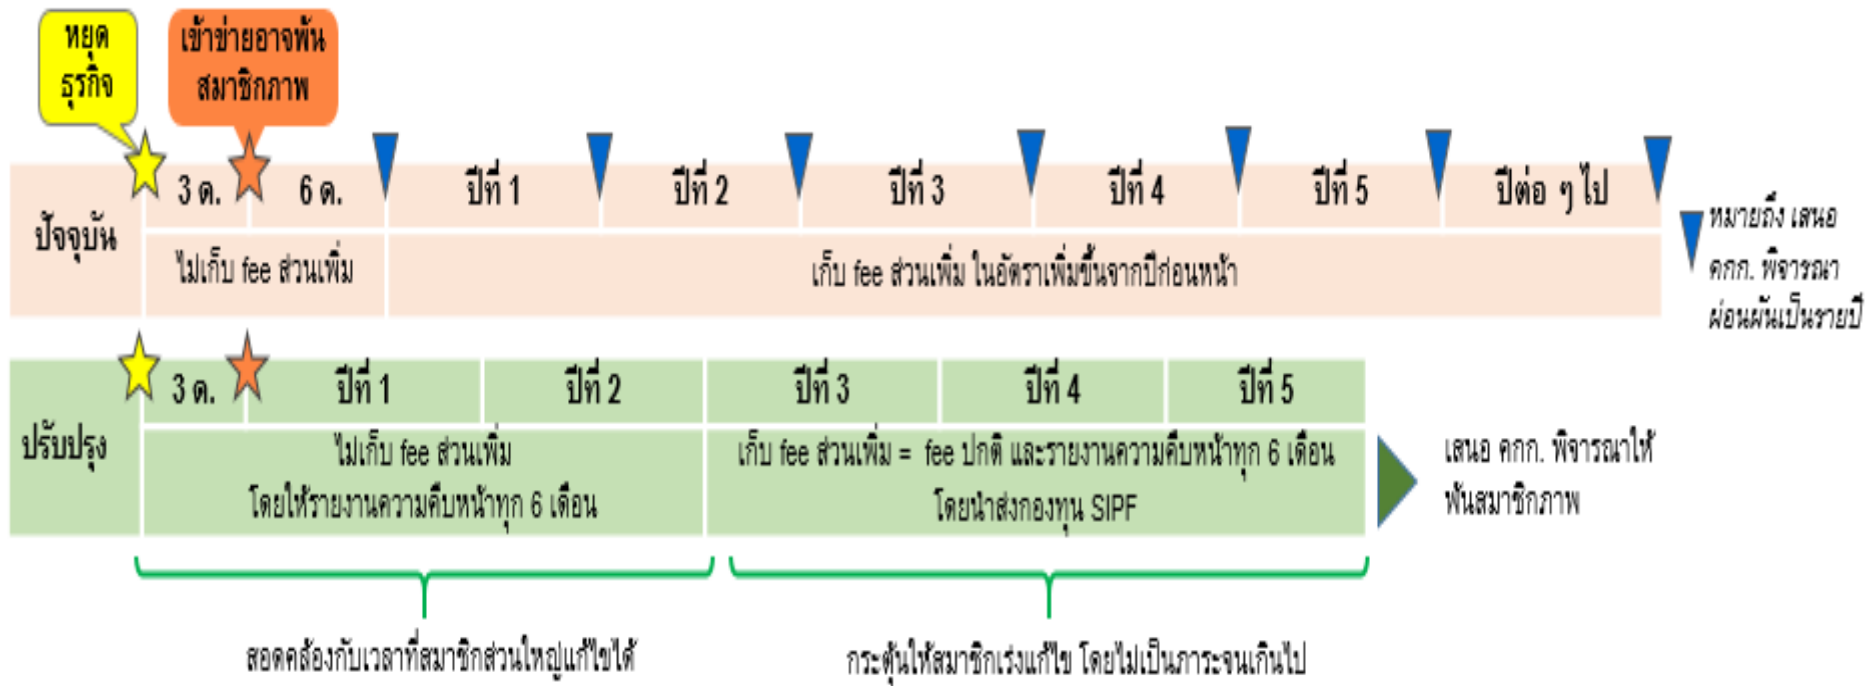 หยุด
ธุรกิจ
เข้าข่ายอาจพ้น
สมาชิกภาพ
3 ด.
6 ด.
ปีที่ 1
ปีที่ 2
ปีที่ 3
ปีที่ 4
ปีที่ 5
ปีต่อ ๆ ไป
ปัจจุบัน
ไม่เก็บ fee ส่วนเพิ่ม
เก็บ fee ส่วนเพิ่ม ในอัตราเพิ่มขึ้นจากปีก่อนหน้า
หมายถึง เสนอ
คกก. พิจารณา
ผ่อนผันเป็นรายปี
3 ด.
ปีที่ 1
ปีที่ 2
ปีที่ 3
ปีที่ 4
ปีที่ 5
ปรับปรุง
ไม่เก็บ fee ส่วนเพิ่ม
โดยให้รายงานความคืบหน้าทุก 6 เดือน
เก็บ fee ส่วนเพิ่ม = fee ปกติ และรายงานความคืบหน้าทุก 6 เดือน
โดยนำส่งกองทุน SIPF
เสนอ คกก. พิจารณาให้
พ้นสมาชิกภาพ
สอดคล้องกับเวลาที่สมาชิกส่วนใหญ่แก้ไขได้
กระตุ้นให้สมาชิกเร่งแก้ไข โดยไม่เป็นภาระจนเกินไป